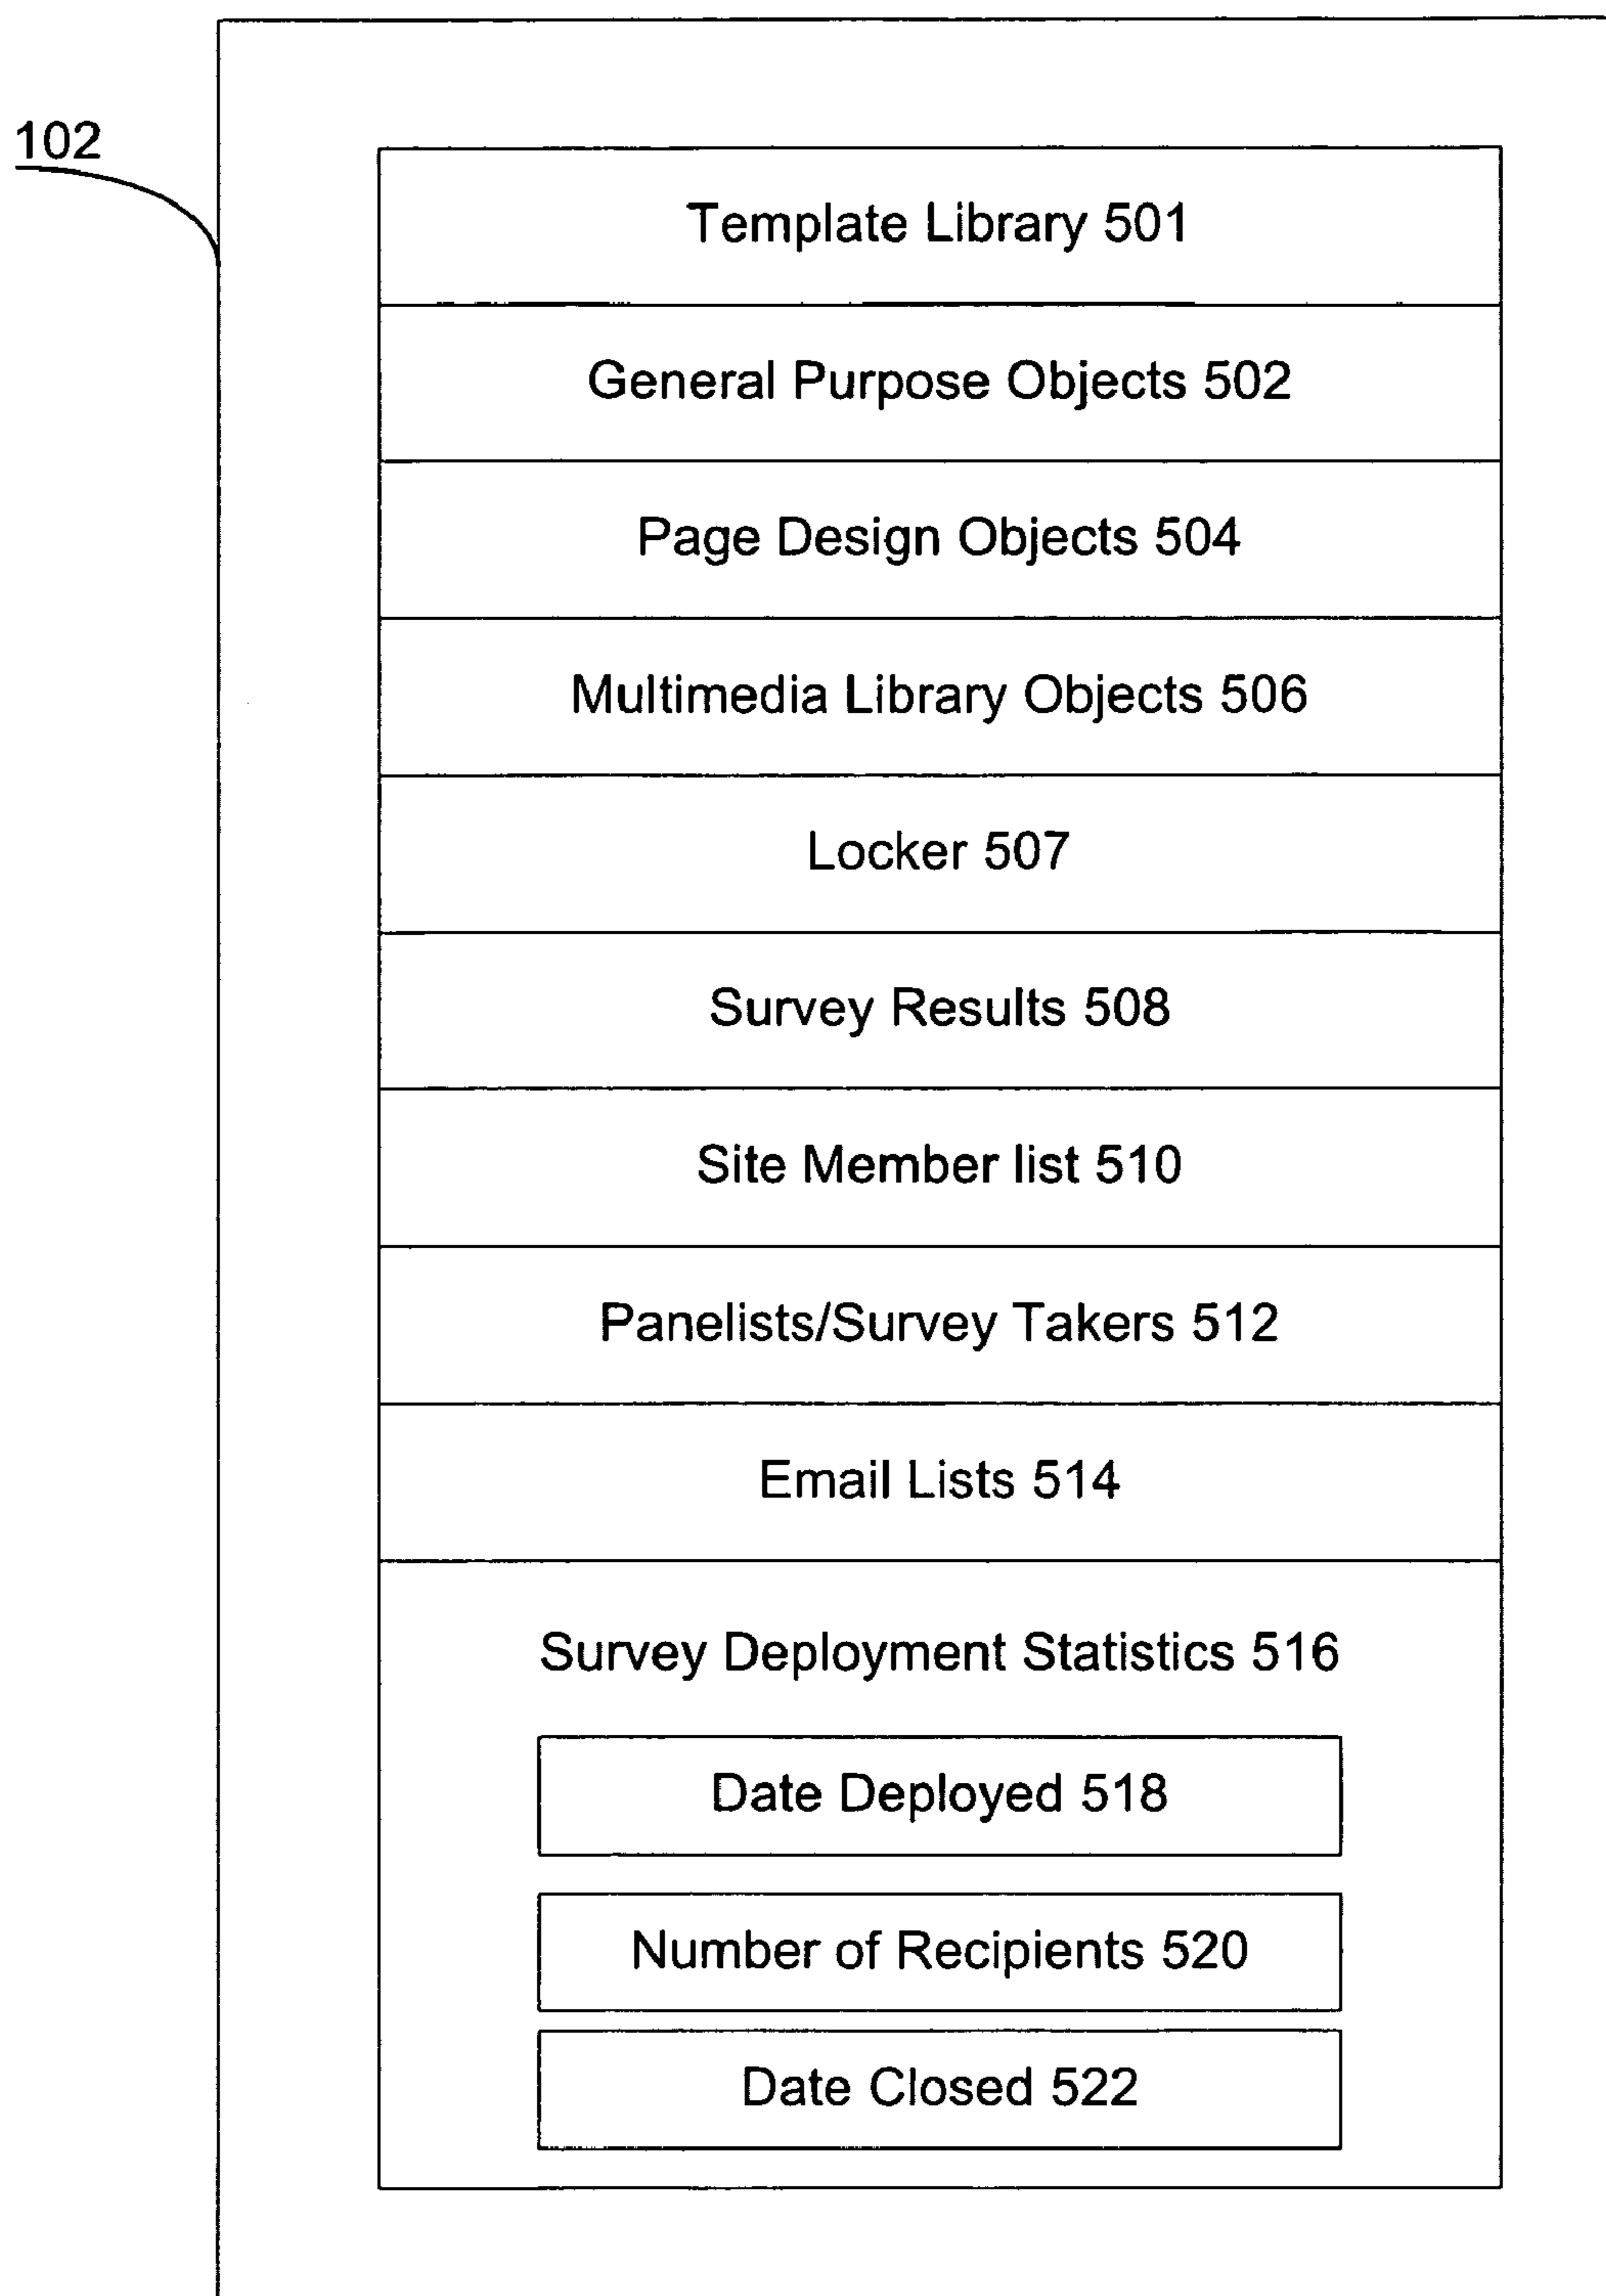 102
Template Library 501
General Purpose Objects 502
Page Design Objects 504
Multimedia Library Objects 506
Locker 507
Survey Results 508
Site Member list 510
Panelists/Survey Takers 512
Email Lists 514
Survey Deployment Statistics 516
Date Deployed 518
Number of Recipients 520
Date Closed 522